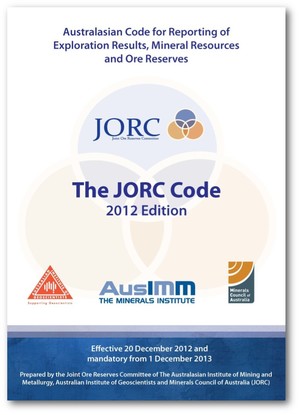 Australasian Code for Reporting of
Exploration Results, Mineral Resources
and Ore Reserves
JORC
Joint Ore Reserves Committee
The JORC Code
2012 Edition
GEOSCIENTISTS
Supporting Geoscientists
AusIMM
THE MINERALS INSTITUTE
Minerals
Council of
Australia
Effective 20 December 2012 and
mandatory from 1 December 2013
Prepared by the Joint Ore Reserves Committee of The Australasian Institute of Mining and
Metallurgy, Australian Institute of Geoscientists and Minerals Council of Australia (JORC)